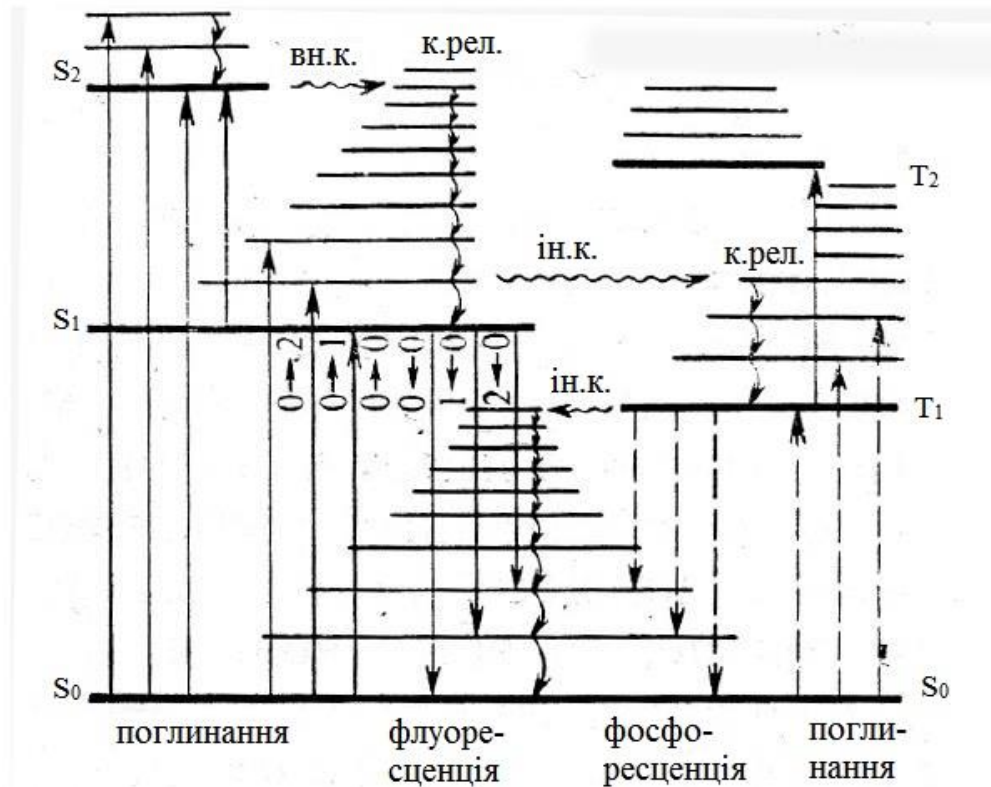 S2
вн.к.
к.рел.
T2
ін.к.
к.рел.
S1
0→2
0→1
0→0
0←0
1←0
2←0
ін.к.
T1
S0
S0
поглинання
флуоре-
сценція
фосфо-
ресценція
погли-
нання